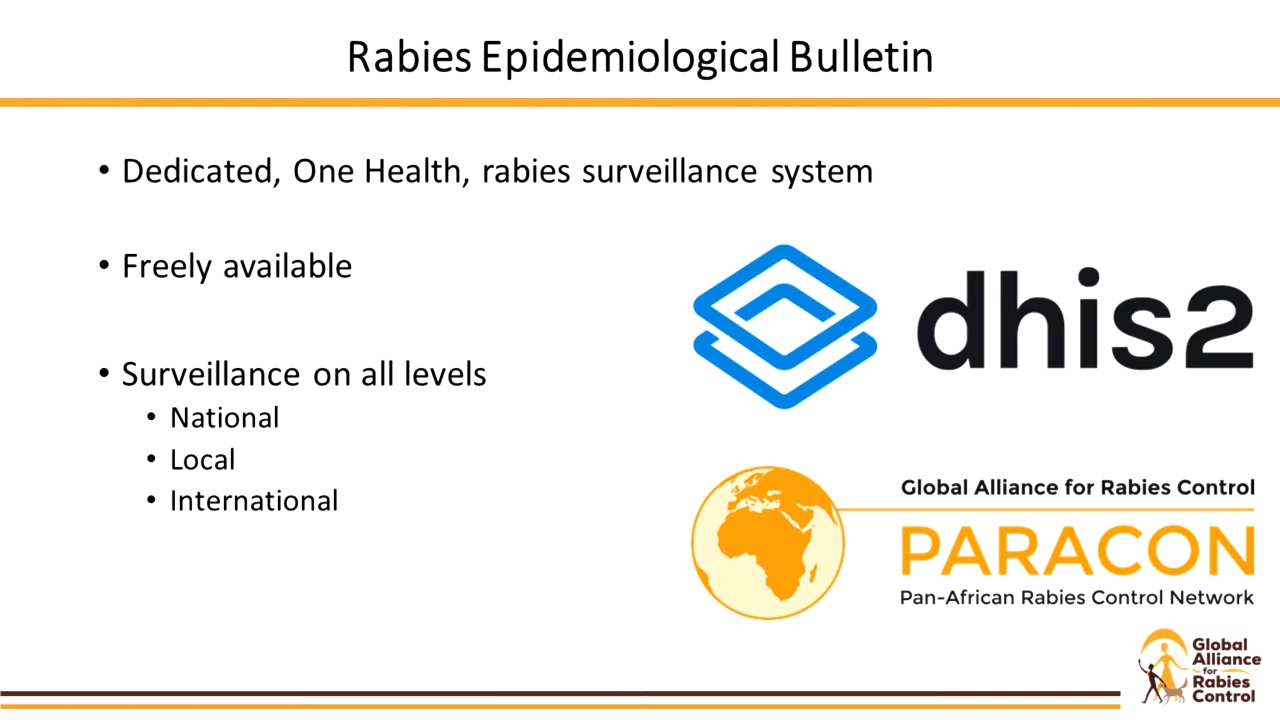 Rabies Epidemiological Bulletin
• Dedicated, One Health, rabies surveillance system
• Freely available
• Surveillance on all levels
• National
• Local
• International
dhis2
Global Alliance for Rabies Control
PARACON
Pan-African Rabies Control Network
Global
Alliance
for
Rabies
Control